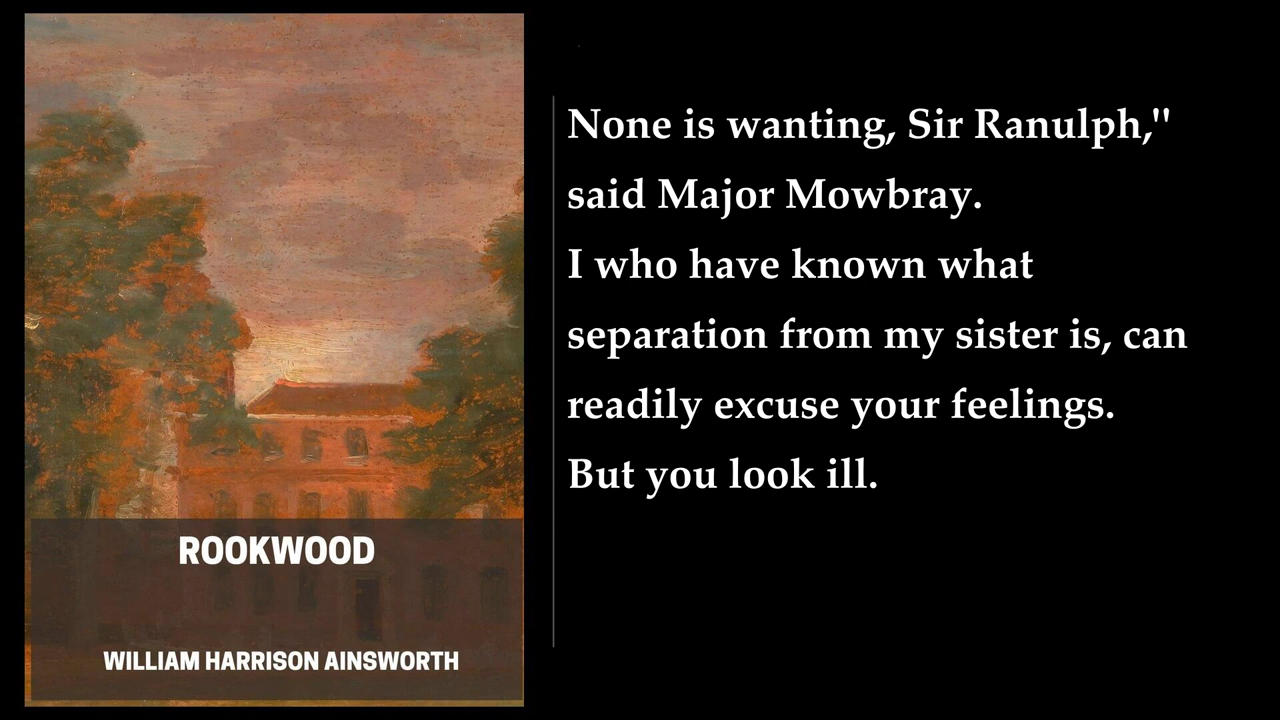 ROOKWOOD
WILLIAM HARRISON AINSWORTH
None is wanting, Sir Ranulph,"
said Major Mowbray.
I who have known what
separation from my sister is, can
readily excuse your feelings.
But you look ill.